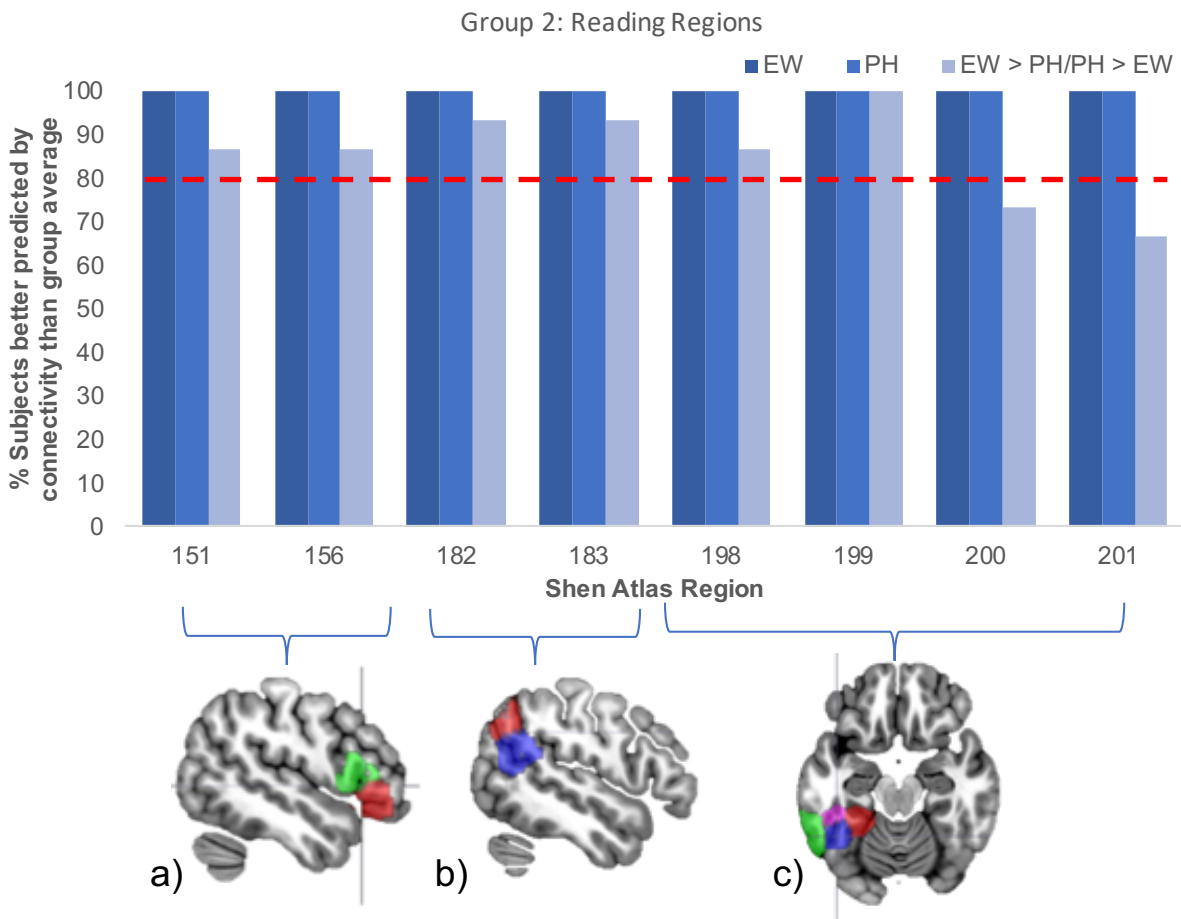 Group 2: Reading Regions
EW PH EW > PH/PH > EW
% Subjects better predicted by
connectivity than group average
100
90
80
70
60
50
40
30
20
10
0
151 156 182 183 198 199 200 201
Shen Atlas Region
a) b) c)